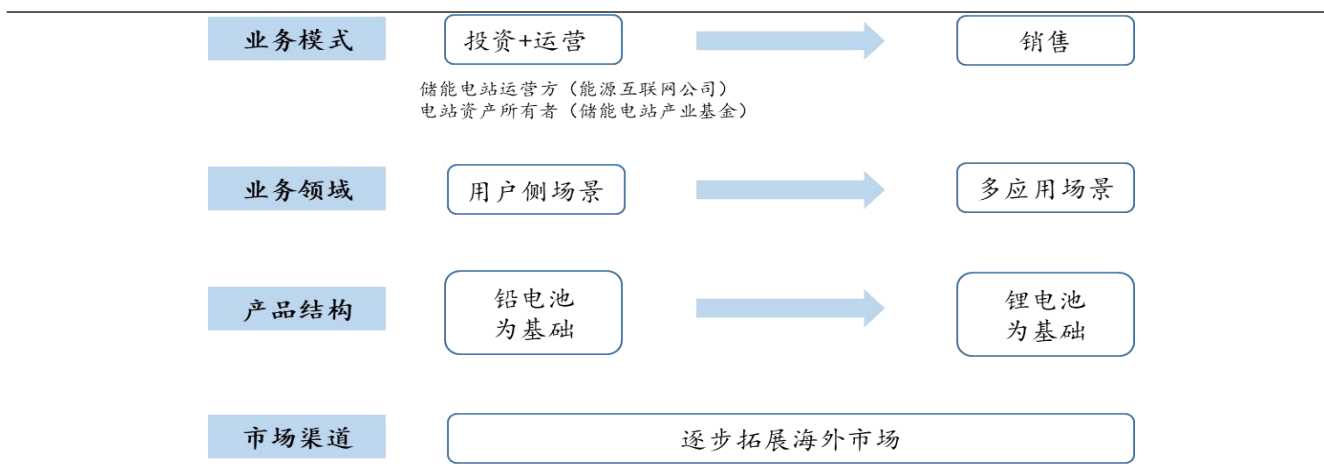 业务模式
投资+运营
销售
储能电站运营方（能源互联网公司）
电站资产所有者（储能电站产业基金）
业务领域
用户侧场景
多应用场景
产品结构
铅电池
为基础
锂电池
为基础
市场渠道
逐步拓展海外市场